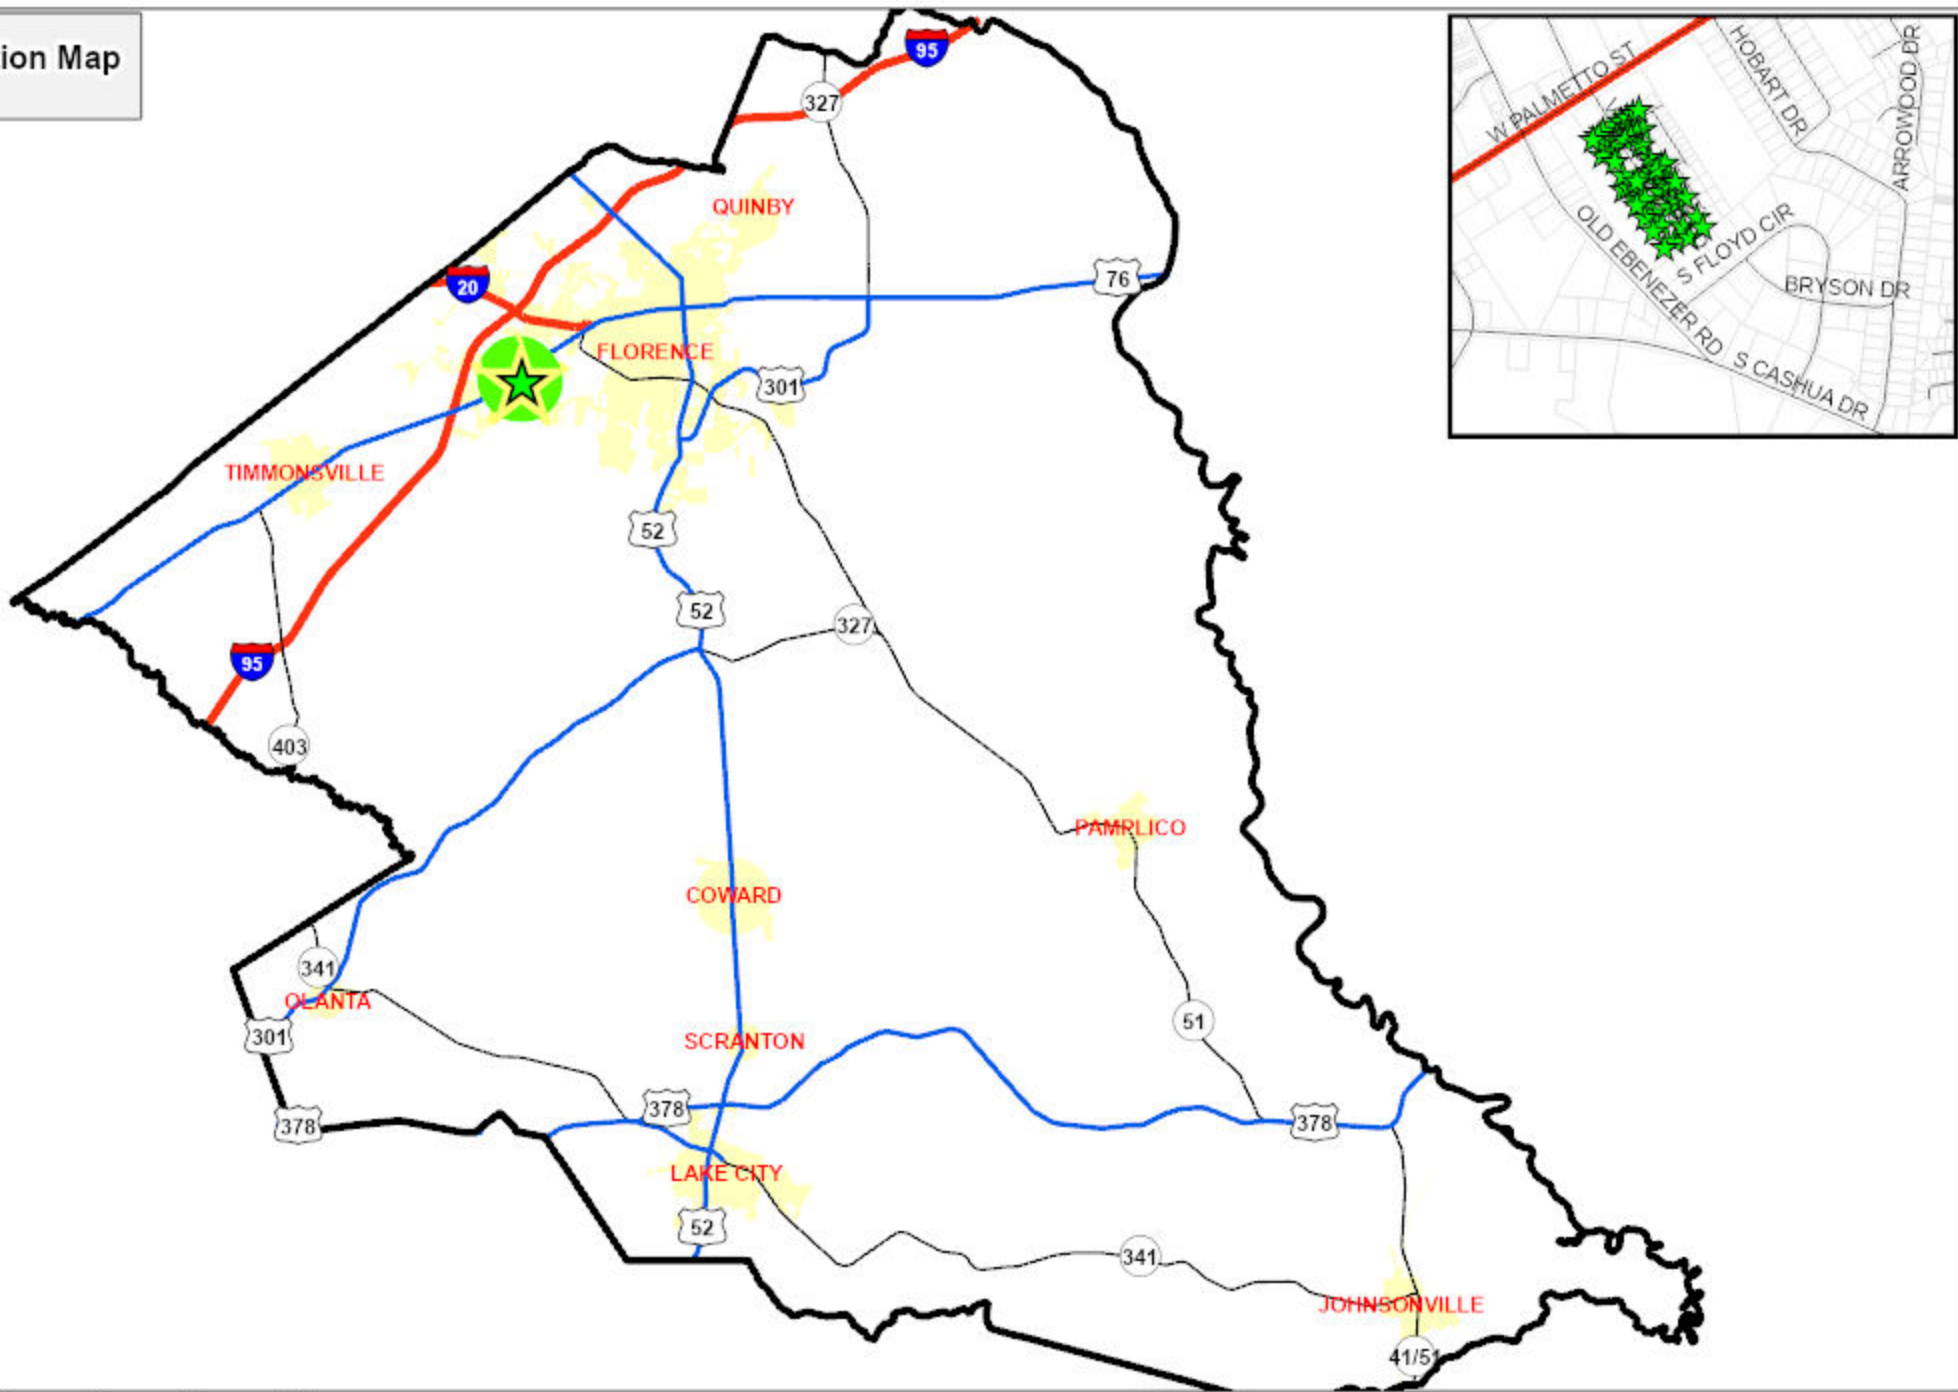 ion Map
95
327
QUINBY
20
76
FLORENCE
301
TIMMONSVILLE
52
52
327
95
403
PAMPLICO
COWARD
341
OLANTA
301
51
SCRANTON
378
378
378
LAKE CITY
52
341
JOHNSONVILLE
41/51
W PALMETTO ST
HOBART DR
ARROWOOD DR
OLD EBENEZER RD
S FLOYD CIR
BRYSON DR
S CASHUA DR